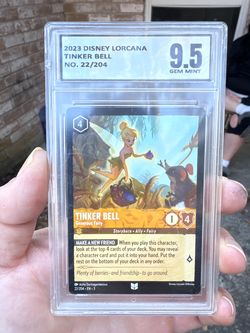 2023 DISNEY LORCANA
TINKER BELL
NO. 22/204
9.5
GEM MINT
4
TINKER BELL
Generous Fairy
1 4
Storyborn • Ally • Fairy
MAKE A NEW FRIEND When you play this character,
look at the top 4 cards of your deck. You may reveal
a character card and put it into your hand. Put the
rest on the bottom of your deck in any order.
Plenty of berries—and friendship—to go around.
22/204 • EN • 1